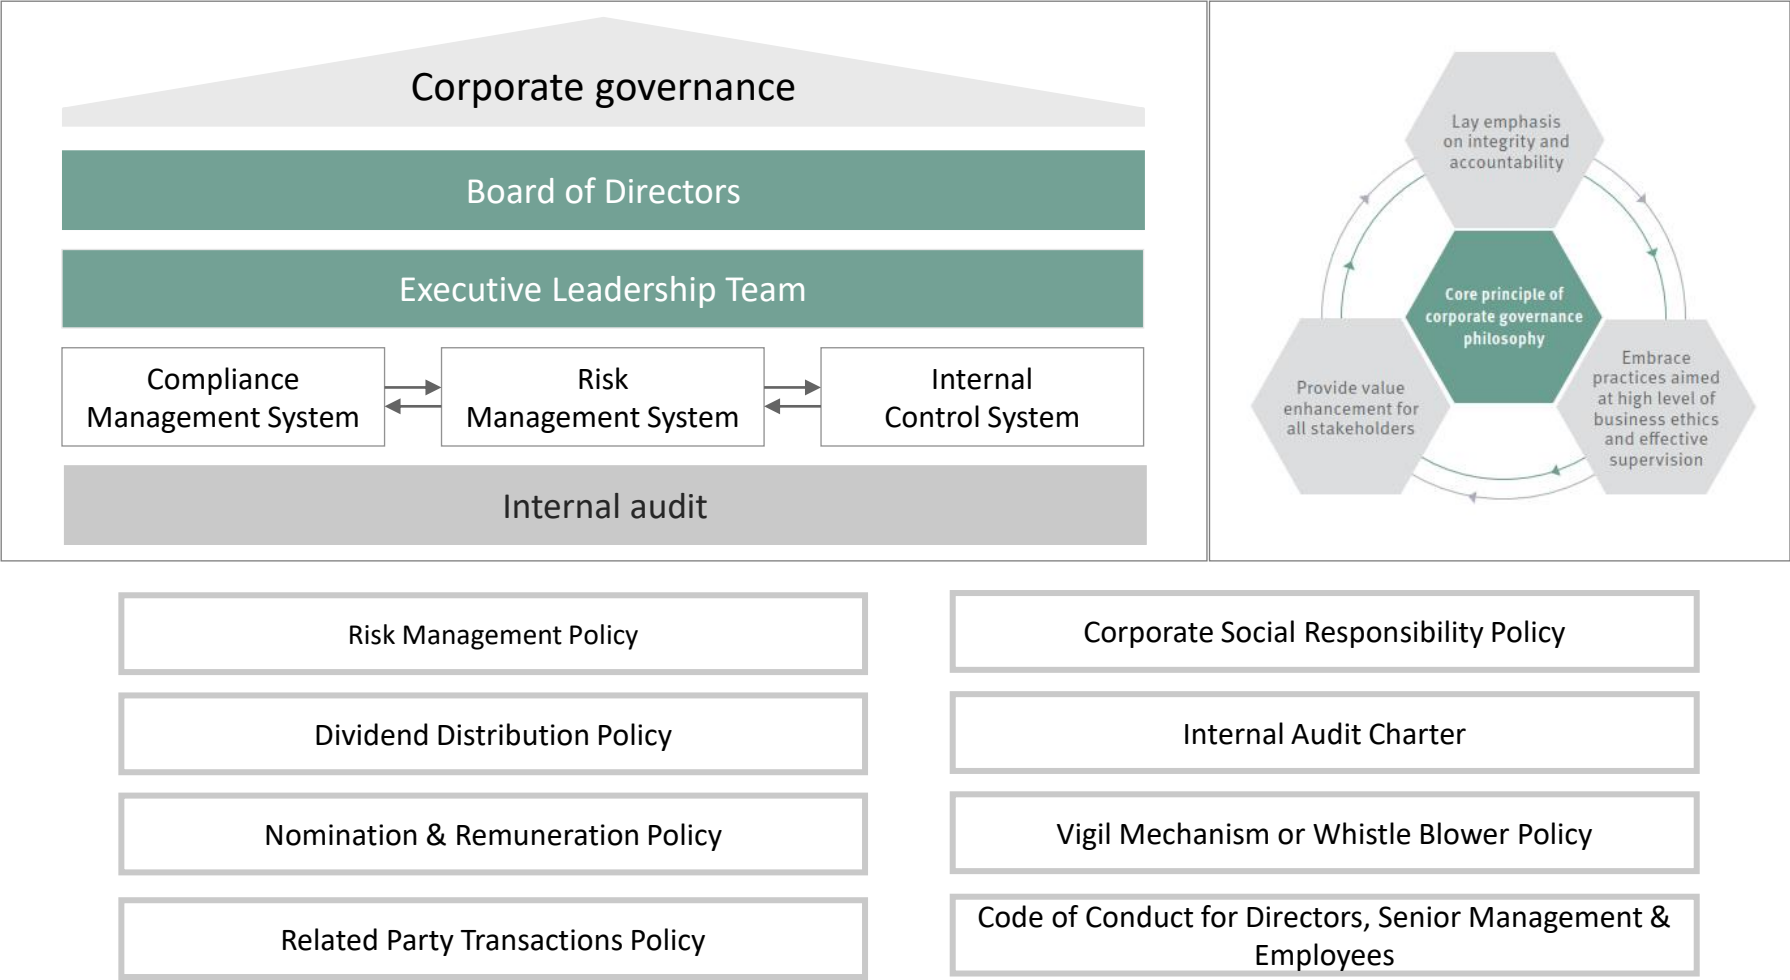 Corporate governance
Board of Directors
Executive Leadership Team
Compliance
Management System
Risk
Management System
Internal
Control System
Internal audit
Lay emphasis
on integrity and
accountability
Core principle of
corporate governance
philosophy
Provide value
enhancement for
all stakeholders
Embrace
practices aimed
at high level of
business ethics
and effective
supervision
Risk Management Policy
Corporate Social Responsibility Policy
Dividend Distribution Policy
Internal Audit Charter
Nomination & Remuneration Policy
Vigil Mechanism or Whistle Blower Policy
Related Party Transactions Policy
Code of Conduct for Directors, Senior Management &
Employees